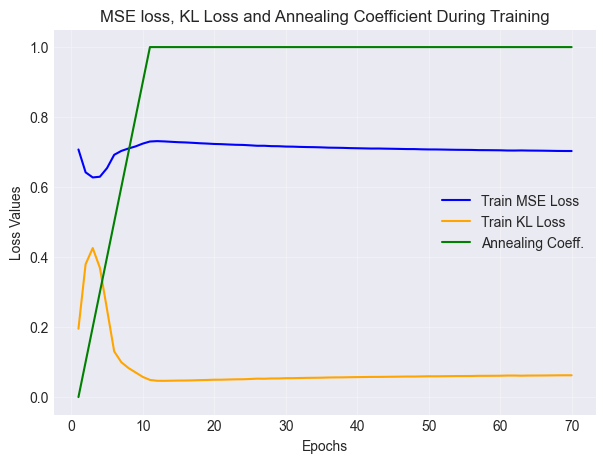 MSE loss, KL Loss and Annealing Coefficient During Training
Loss Values
1.0
0.8
0.6
0.4
0.2
0.0
Train MSE Loss
Train KL Loss
Annealing Coeff.
0 10 20 30 40 50 60 70
Epochs